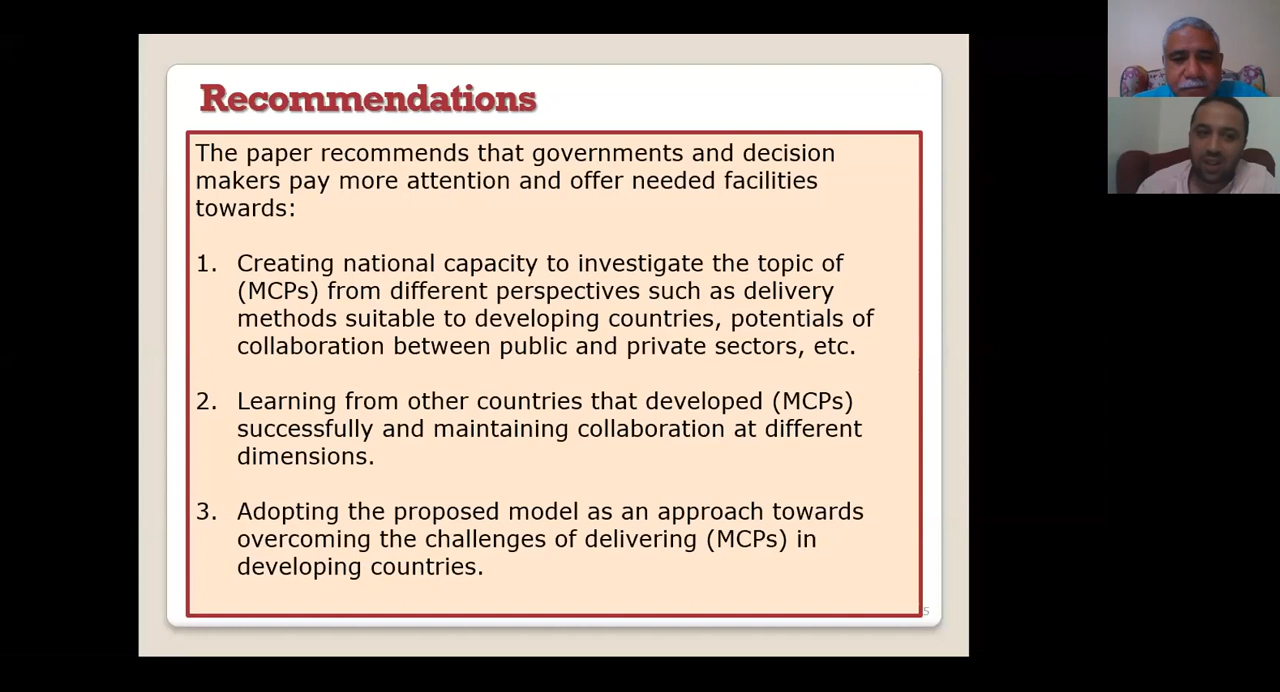 Recommendations
The paper recommends that governments and decision
makers pay more attention and offer needed facilities
towards:
1. Creating national capacity to investigate the topic of
(MCPs) from different perspectives such as delivery
methods suitable to developing countries, potentials of
collaboration between public and private sectors, etc.
2. Learning from other countries that developed (MCPs)
successfully and maintaining collaboration at different
dimensions.
3. Adopting the proposed model as an approach towards
overcoming the challenges of delivering (MCPs) in
developing countries.